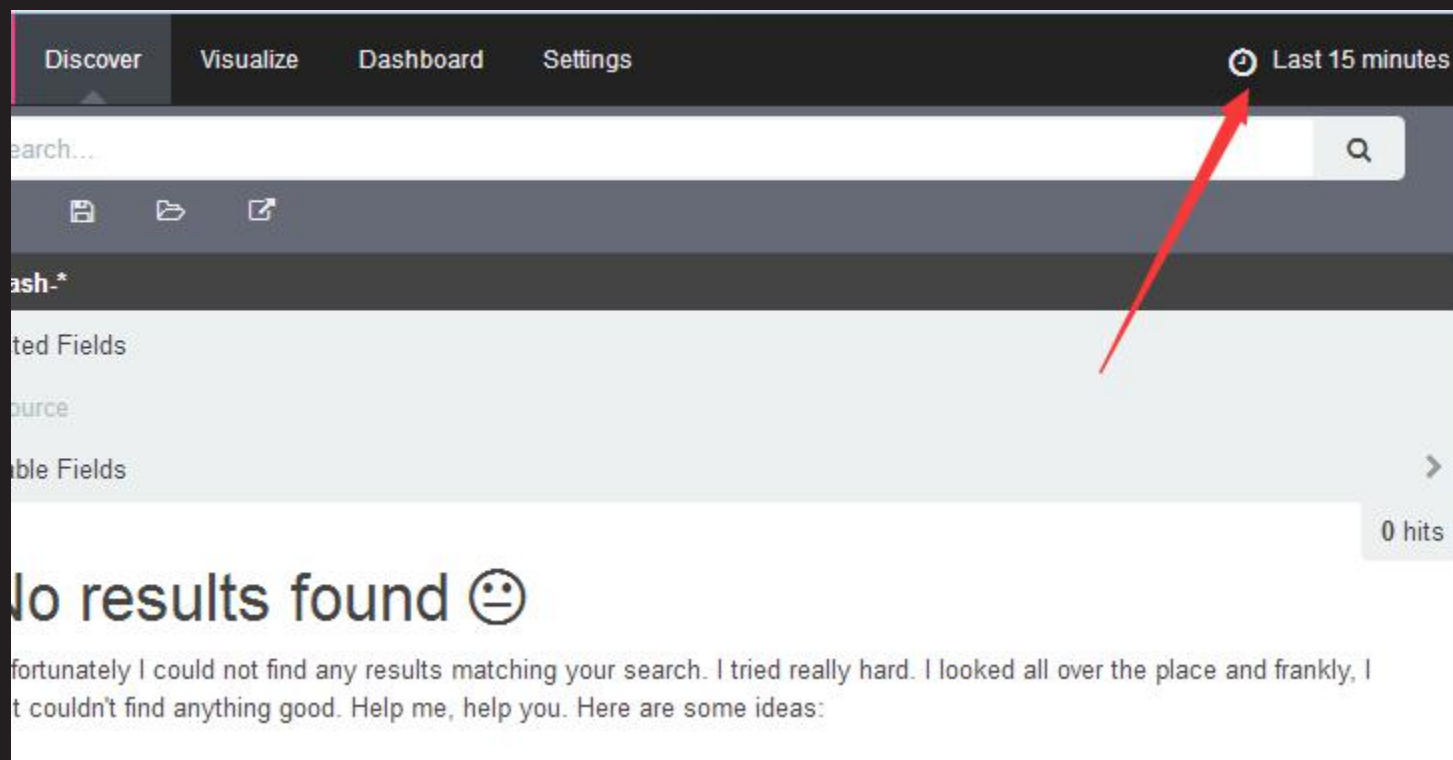 Discover Visualize Dashboard Settings Last 15 minutes
earch...
ash-*
ted Fields
ource
able Fields
0 hits
No results found
fortunately I could not find any results matching your search. I tried really hard. I looked all over the place and frankly, I
t couldn't find anything good. Help me, help you. Here are some ideas: